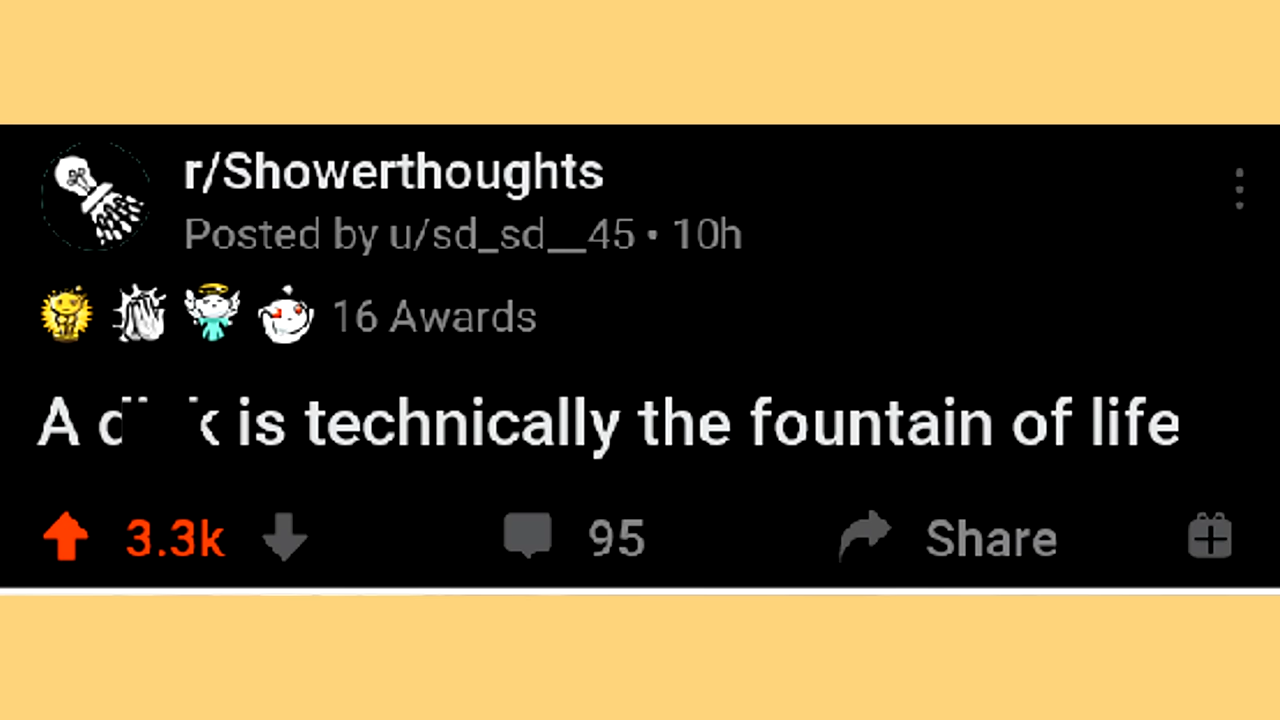 r/Showerthoughts
Posted by u/sd_sd__45 • 10h
16 Awards
A is technically the fountain of life
3.3k 95 Share